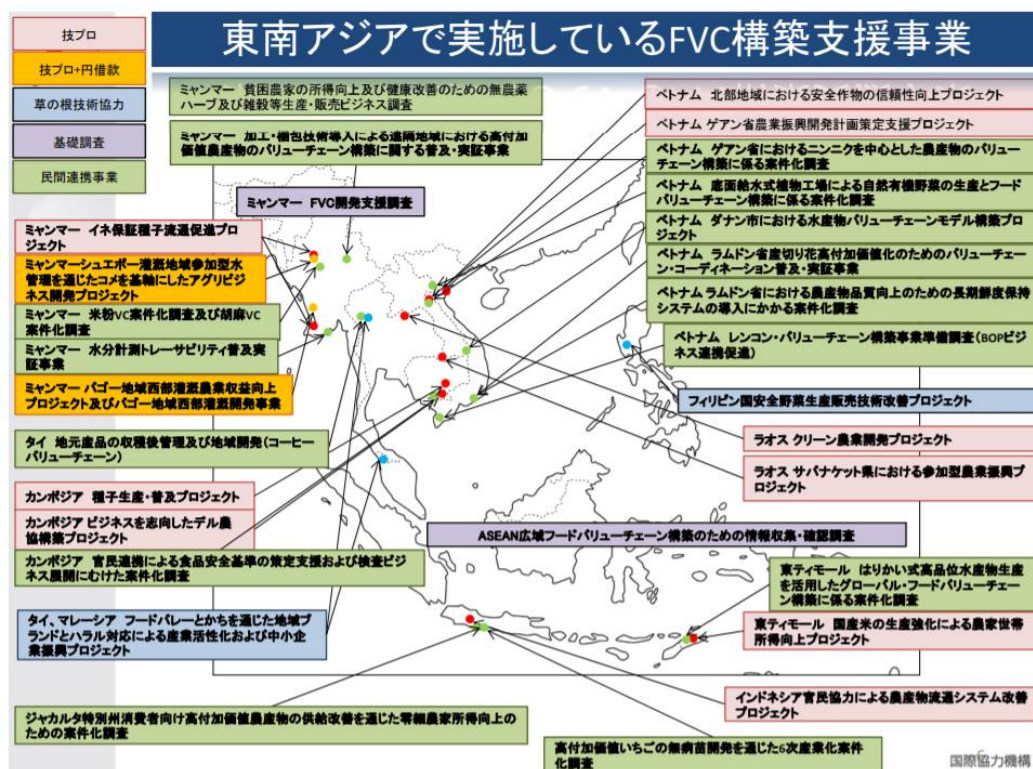 東南アジアで実施しているFVC構築支援事業
技プロ
技プロ+円借款
草の根技術協力
基礎調査
民間連携事業
ミャンマー 貧困農家の所得向上及び健康改善のための無農薬
ハーブ及び雑穀等生産・販売ビジネス調査
ミャンマー 加工・梱包技術導入による遠隔地域における高付加
価値農産物のバリューチェーン構築に関する普及・実証事業
ミャンマー FVC開発支援調査
ミャンマー イネ保証種子流通促進プロ
ジェクト
ミャンマーシュエボー灌漑地域参加型水
管理を通じたコメを基軸にしたアグリビジ
ネス開発プロジェクト
ミャンマー 米粉VC案件化調査及び胡麻VC
案件化調査
ミャンマー 水分計測トレーサビリティ普及実
証事業
ミャンマー バゴー地域西部灌漑農業収益向上
プロジェクト及びバゴー地域西部灌漑開発事業
タイ 地元産品の収穫後管理及び地域開発(コーヒー
バリューチェーン)
カンボジア 種子生産・普及プロジェクト
カンボジア ビジネスを志向したモデル農
協構築プロジェクト
カンボジア 官民連携による食品安全基準の策定支援および検査ビジ
ネス展開にむけた案件化調査
タイ、マレーシア フードバレーとかちを通じた地域ブ
ランドとハラル対応による産業活性化および中小企
業振興プロジェクト
ジャカルタ特別州消費者向け高付加価値農産物の供給改善を通じた零細農家所得向上の
ための案件化調査
ベトナム 北部地域における安全作物の信頼性向上プロジェクト
ベトナム ゲアン省農業振興開発計画策定支援プロジェクト
ベトナム ゲアン省におけるニンニクを中心とした農産物のバリュー
チェーン構築に係る案件化調査
ベトナム 底面給水式植物工場による自然有機野菜の生産とフード
バリューチェーン構築に係る案件化調査
ベトナム ダナン市における水産物バリューチェーンモデル構築プロ
ジェクト
ベトナム ラムドン省産切り花高付加価値化のためのバリューチェー
ン・コーディネーション普及・実証事業
ベトナム ラムドン省における農産物品質向上のための長期鮮度保持
システムの導入にかかる案件化調査
ベトナム レンコン・バリューチェーン構築事業準備調査(BOPビジ
ネス連携促進)
フィリピン国安全野菜生産販売技術改善プロジェクト
ラオス クリーン農業開発プロジェクト
ラオス サバナケット県における参加型農業振興プ
ロジェクト
ASEAN広域フードバリューチェーン構築のための情報収集・確認調査
東ティモール はりかい式高品位水産物生産
を活用したグローバル・フードバリューチェー
ン構築に係る案件化調査
東ティモール 国産米の生産強化による農家世帯
所得向上プロジェクト
インドネシア官民協力による農産物流通システム改善
プロジェクト
高付加価値いちごの無病苗開発を通じた6次産業化案件
化調査
国際協力機構
6